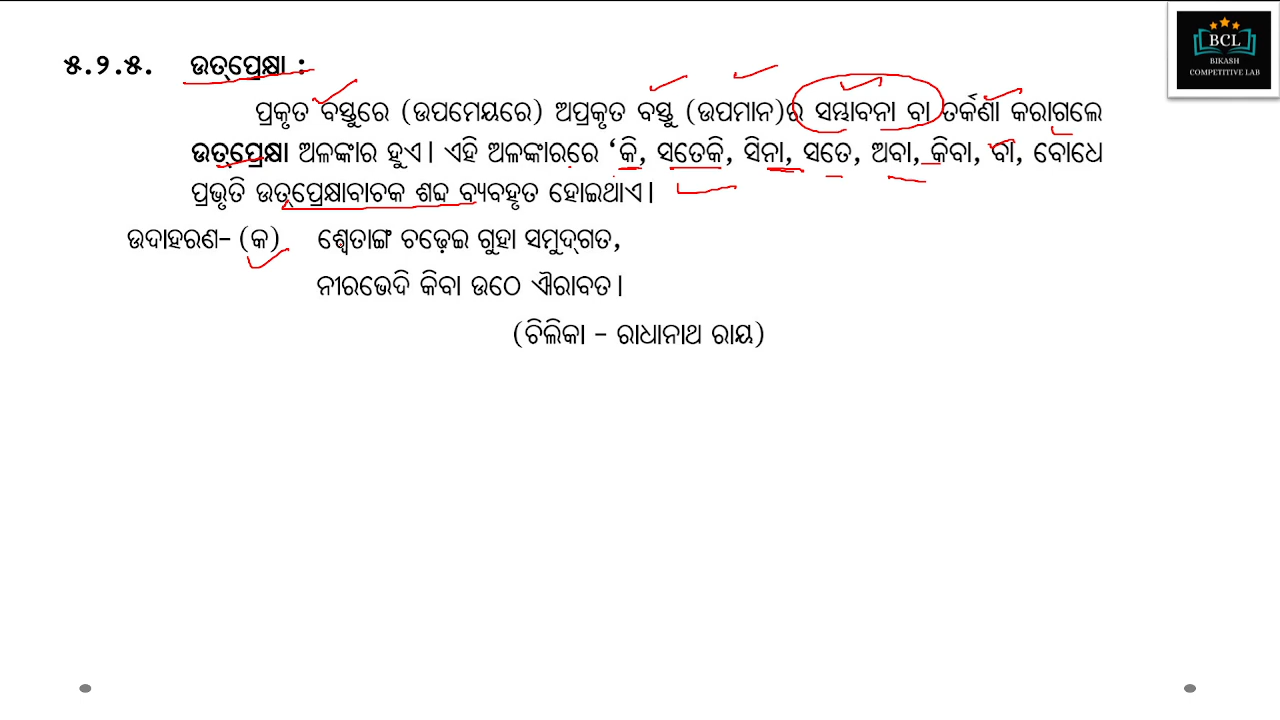 BCL
BIKASH
COMPETITIVE LAB
୫.୨.୫. ଉତ୍‌ପ୍ରେକ୍ଷା :
ପ୍ରକୃତ ବସ୍ତୁରେ (ଉପମେୟରେ) ଅପ୍ରକୃତ ବସ୍ତୁ (ଉପମାନ)ର ସମ୍ଭାବନା ବା ତର୍କଣା କରାଗଲେ
ଉତ୍‌ପ୍ରେକ୍ଷା ଅଳଙ୍କାର ହୁଏ। ଏହି ଅଳଙ୍କାରରେ ‘କି, ସତେକି, ସିନା, ସତେ, ଅବା, କିବା, ବା, ବୋଧେ
ପ୍ରଭୃତି ଉତ୍‌ପ୍ରେକ୍ଷାବାଚକ ଶବ୍ଦ ବ୍ୟବହୃତ ହୋଇଥାଏ।
ଉଦାହରଣ- (କ) ଶ୍ୱେତାଙ୍ଗ ଚଢ଼େଇ ଗୁହା ସମୁଦ୍‌ଗତ,
ନୀରଭେଦି କିବା ଉଠେ ଐରାବତ।
(ଚିଲିକା – ରାଧାନାଥ ରାୟ)